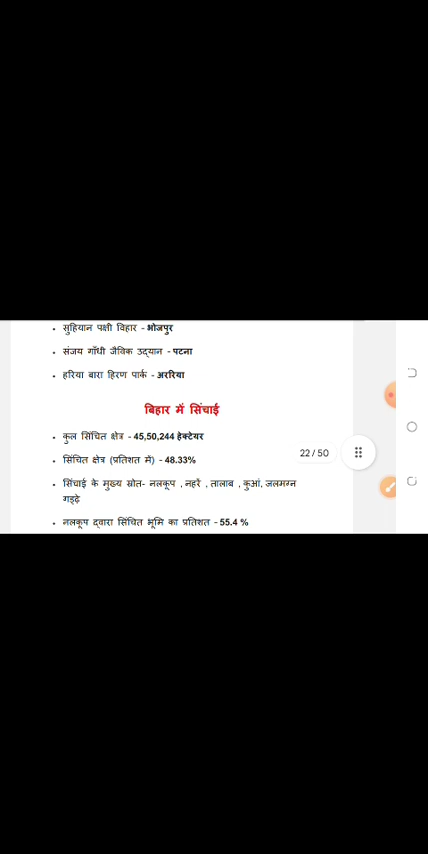 • सुहियान पक्षी विहार - भोजपुर
• संजय गाँधी जैविक उद्यान - पटना
• हरिया बारा हिरण पार्क - अररिया
बिहार में सिंचाई
• कुल सिंचित क्षेत्र - 45,50,244 हेक्टेयर
22 / 50
• सिंचित क्षेत्र (प्रतिशत में) - 48.33%
• सिंचाई के मुख्य स्रोत- नलकूप , नहरें , तालाब , कुआं, जलमग्न
गड्ढ़े
• नलकूप द्वारा सिंचित भूमि का प्रतिशत - 55.4 %